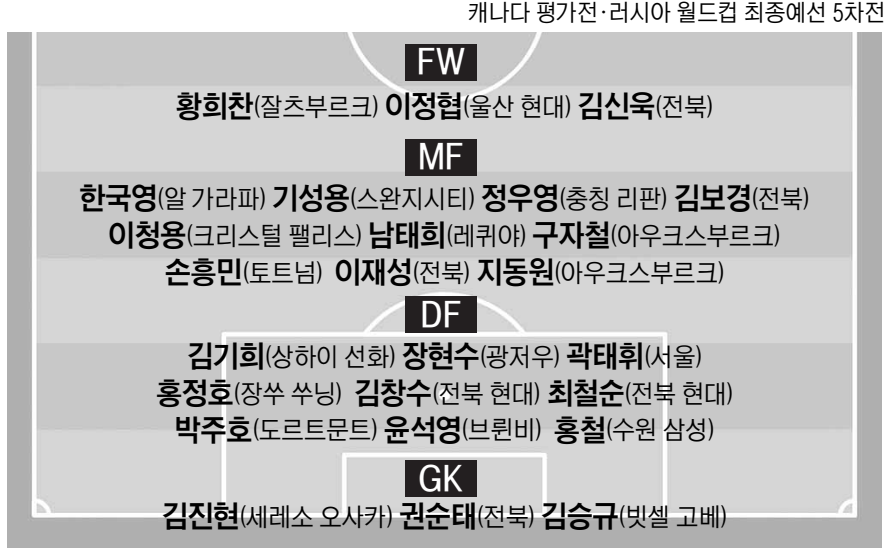 캐나다 평가전·러시아 월드컵 최종예선 5차전
FW
황희찬(잘츠부르크) 이정협(울산 현대) 김신욱(전북)
MF
한국영(알 가라파) 기성용(스완지시티) 정우영(충칭 리판) 김보경(전북)
이청용(크리스털 팰리스) 남태희(레퀴야) 구자철(아우크스부르크)
손흥민(토트넘) 이재성(전북) 지동원(아우크스부르크)
DF
김기희(상하이 선화) 장현수(광저우) 곽태휘(서울)
홍정호(장쑤 쑤닝) 김창수(전북 현대) 최철순(전북 현대)
박주호(도르트문트) 윤석영(브뢴비) 홍철(수원 삼성)
GK
김진현(세레소 오사카) 권순태(전북) 김승규(빗셀 고베)